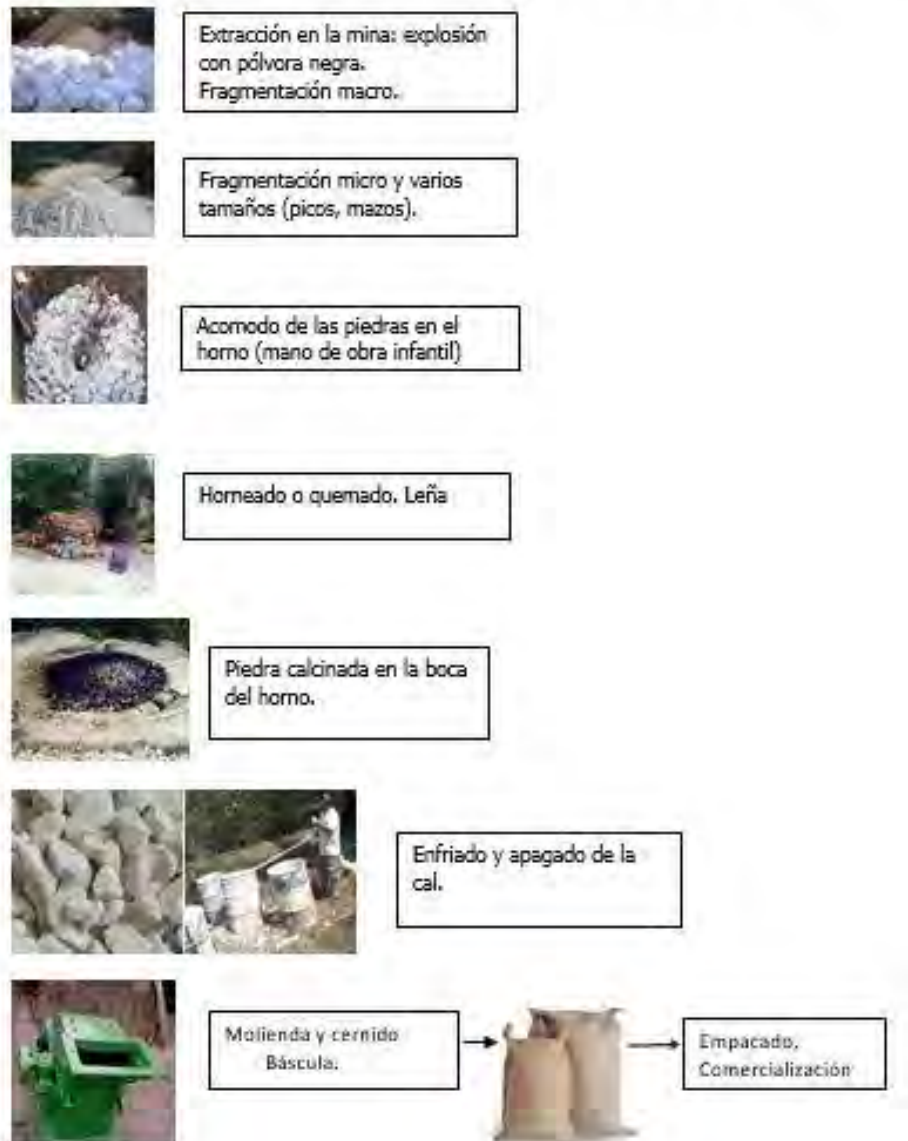 Extracción en la mina: explosión
con pólvora negra.
Fragmentación macro.
Fragmentación micro y varios
tamaños (picos, mazos).
Acomodo de las piedras en el
horno (mano de obra infantil)
Horneado o quemado. Leña
Piedra calcinada en la boca
del horno.
Enfriado y apagado de la
cal.
Molienda y cernido
Báscula.
Empacado,
Comercialización